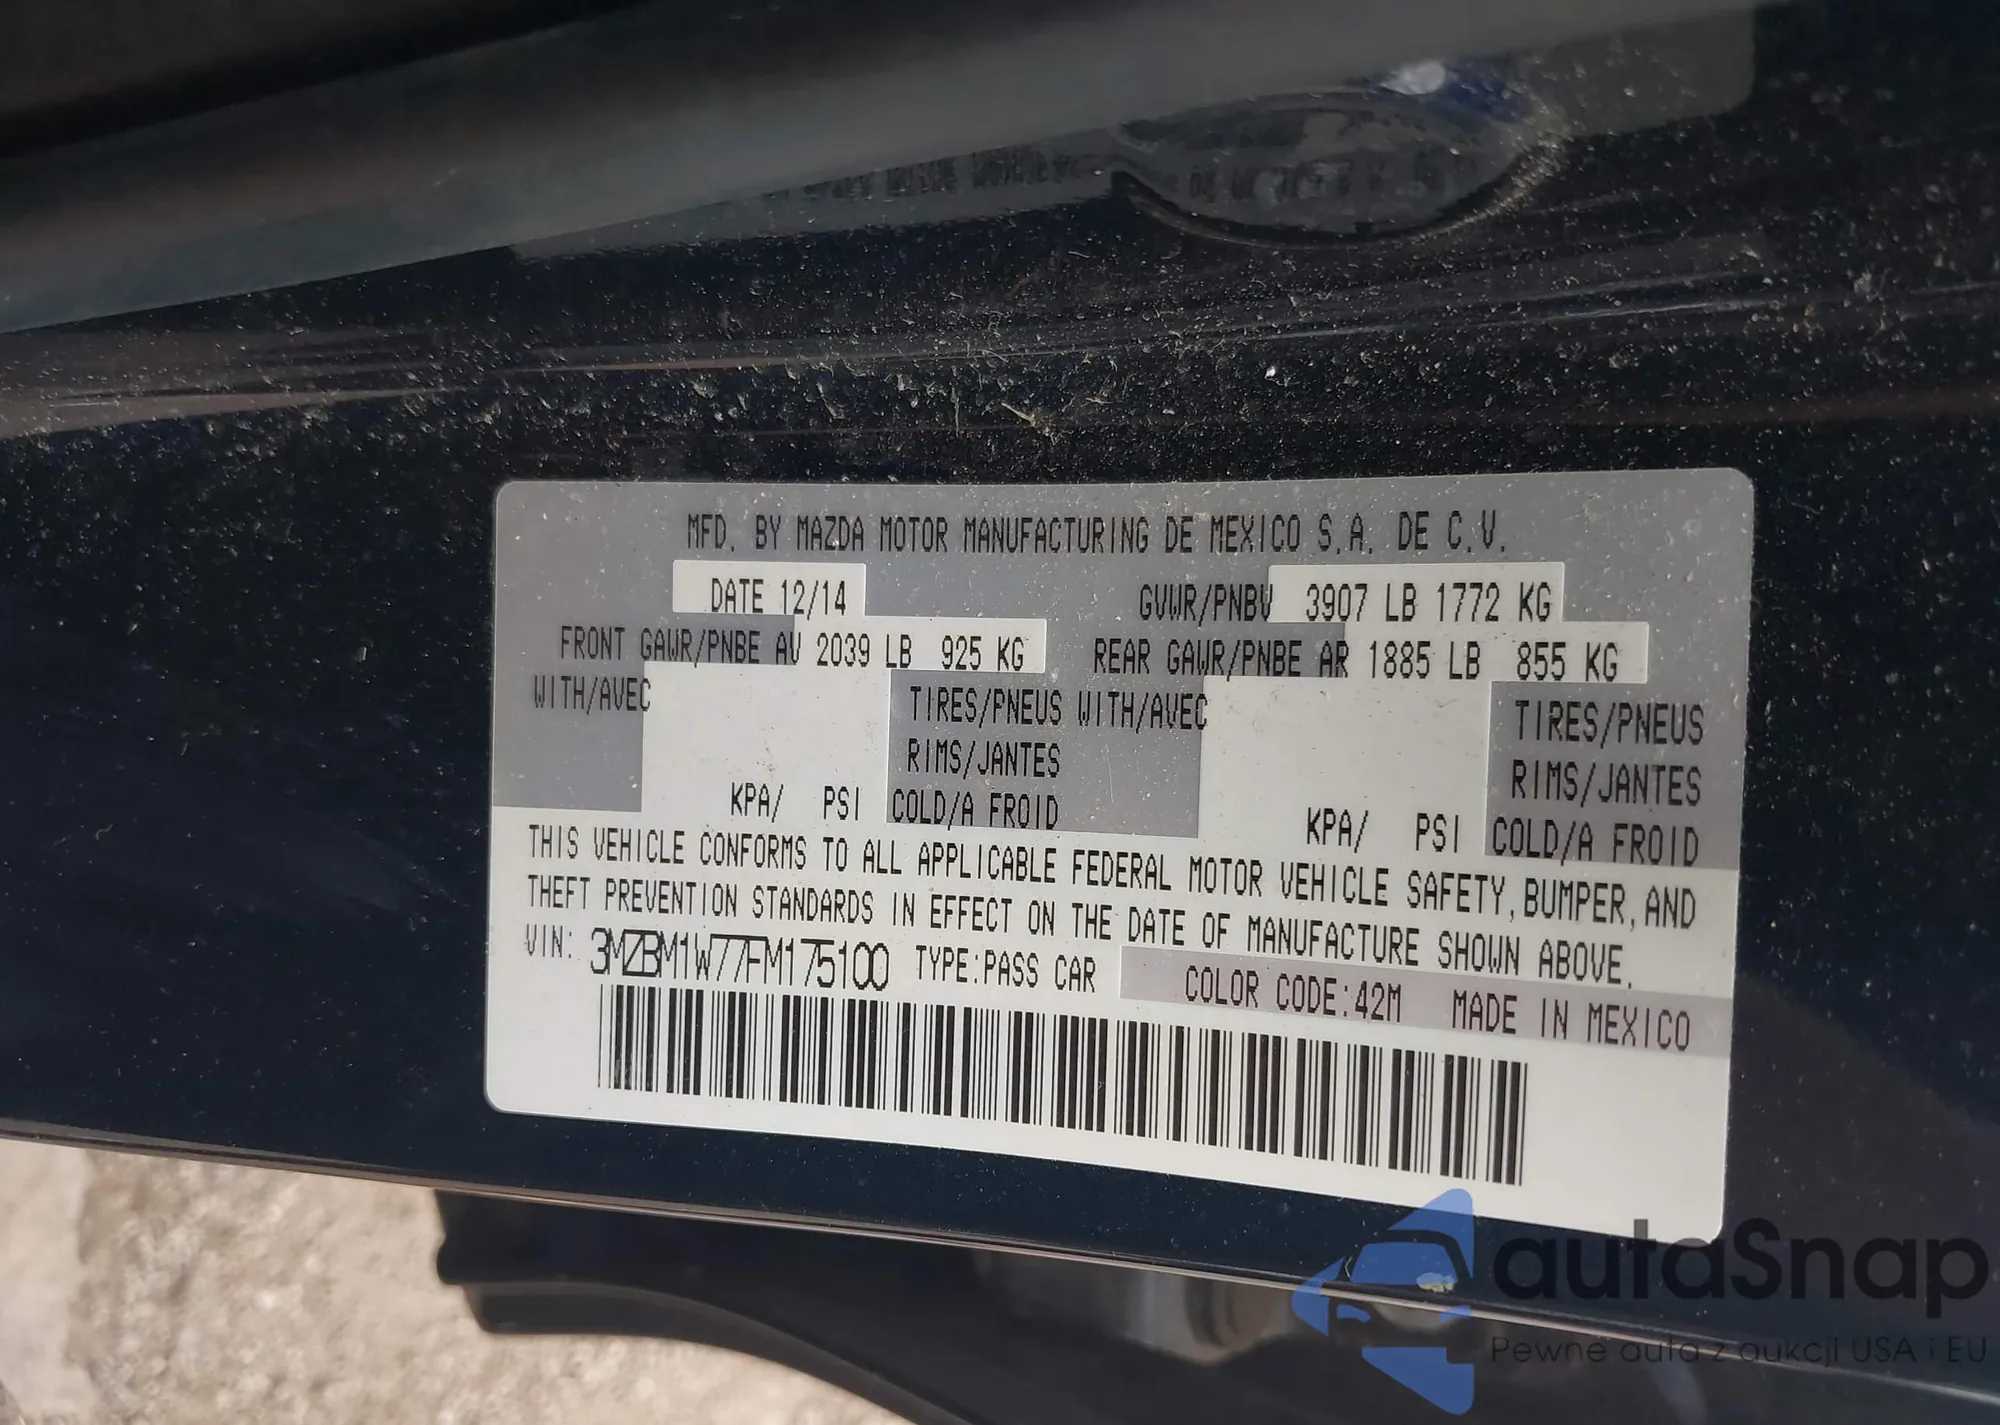 MFD. BY MAZDA MOTOR MANUFACTURING DE MEXICO S.A. DE C.V.
DATE 12/14 GVWR/PNBV 3907 LB 1772 KG
FRONT GAWR/PNBE AV 2039 LB 925 KG REAR GAWR/PNBE AR 1885 LB 855 KG
WITH/AVEC TIRES/PNEUS WITH/AVEC TIRES/PNEUS
RIMS/JANTES RIMS/JANTES
KPA/ PSI COLD/A FROID KPA/ PSI COLD/A FROID
THIS VEHICLE CONFORMS TO ALL APPLICABLE FEDERAL MOTOR VEHICLE SAFETY, BUMPER, AND
THEFT PREVENTION STANDARDS IN EFFECT ON THE DATE OF MANUFACTURE SHOWN ABOVE.
VIN: 3MZBM1W77FM175100 TYPE:PASS CAR COLOR CODE:42M MADE IN MEXICO
autaSnap
Pewne auta z aukcji USA i EU